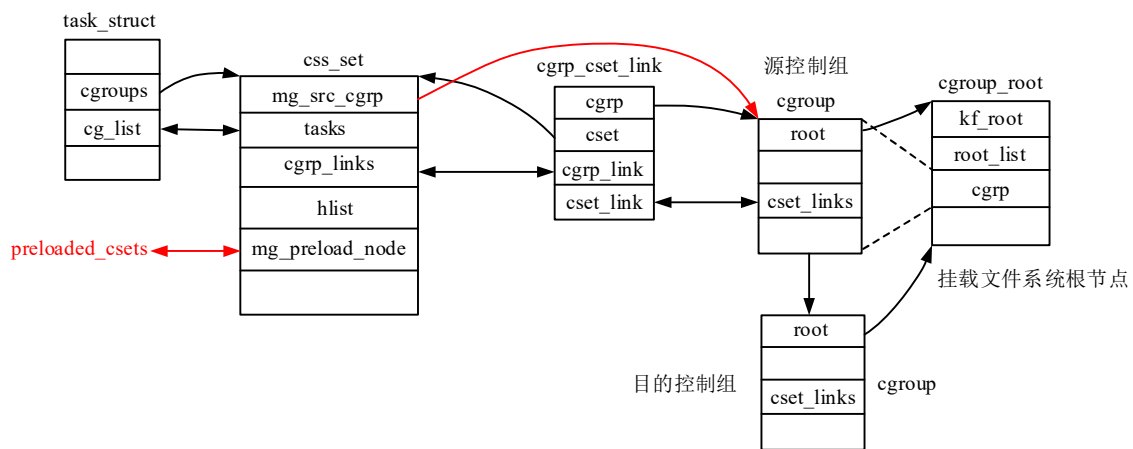 task_struct
cgroups
cg_list
css_set
mg_src_cgrp
tasks
cgrp_links
hlist
mg_preload_node
preloaded_csets
cgrp_cset_link
cgrp
cset
cgrp_link
cset_link
源控制组
cgroup
root
cset_links
cgroup_root
kf_root
root_list
cgrp
挂载文件系统根节点
目的控制组
root
cset_links
cgroup